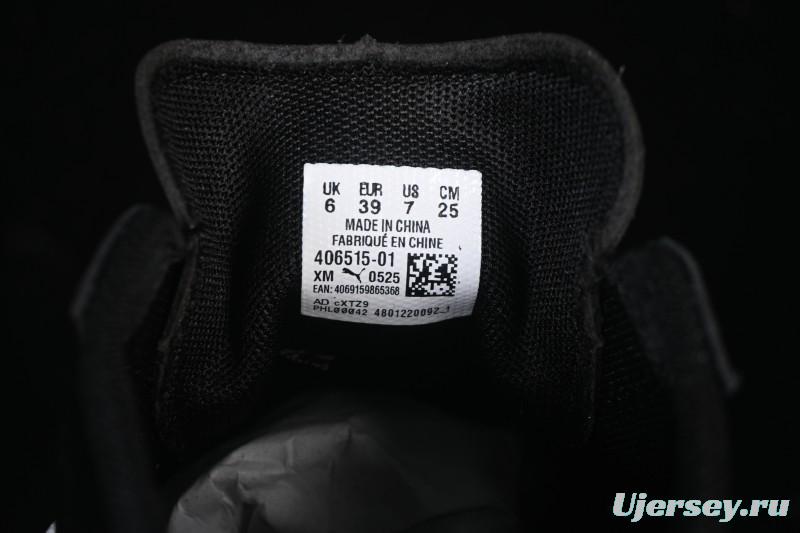 UK EUR US CM
6 39 7 25
MADE IN CHINA
FABRIQUÉ EN CHINE
406515-01
XM 0525
EAN: 4069159865368
AD cXTZ9
PHL00042 4801220092_1
Ujersey.ru